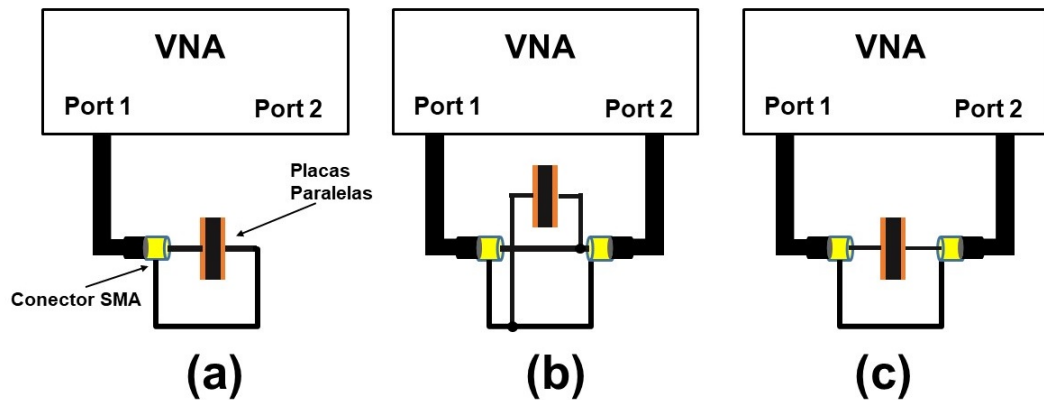 VNA
Port 1
Port 2
Placas
Paralelas
Conector SMA
(a)
VNA
Port 1
Port 2
(b)
VNA
Port 1
Port 2
(c)